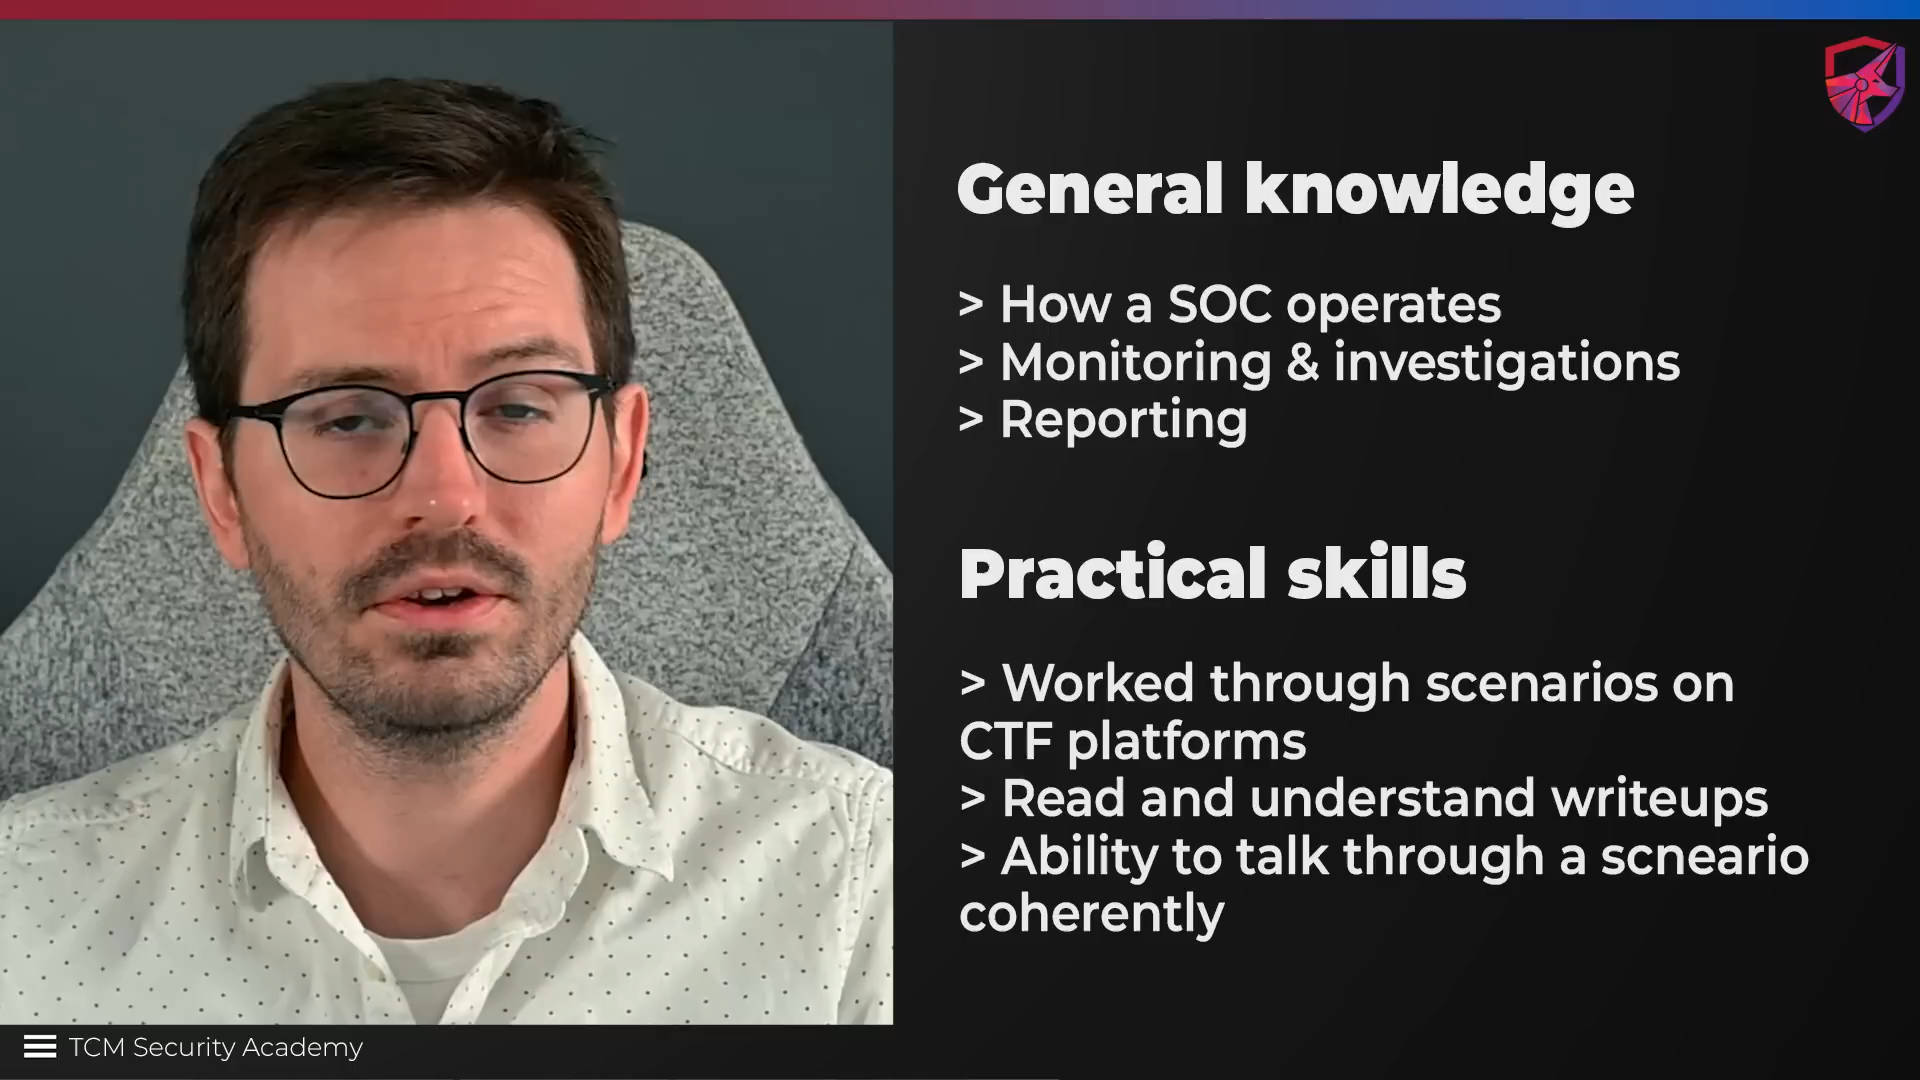 General knowledge
> How a SOC operates
> Monitoring & investigations
> Reporting
Practical skills
> Worked through scenarios on
CTF platforms
> Read and understand writeups
> Ability to talk through a scneario
coherently
TCM Security Academy